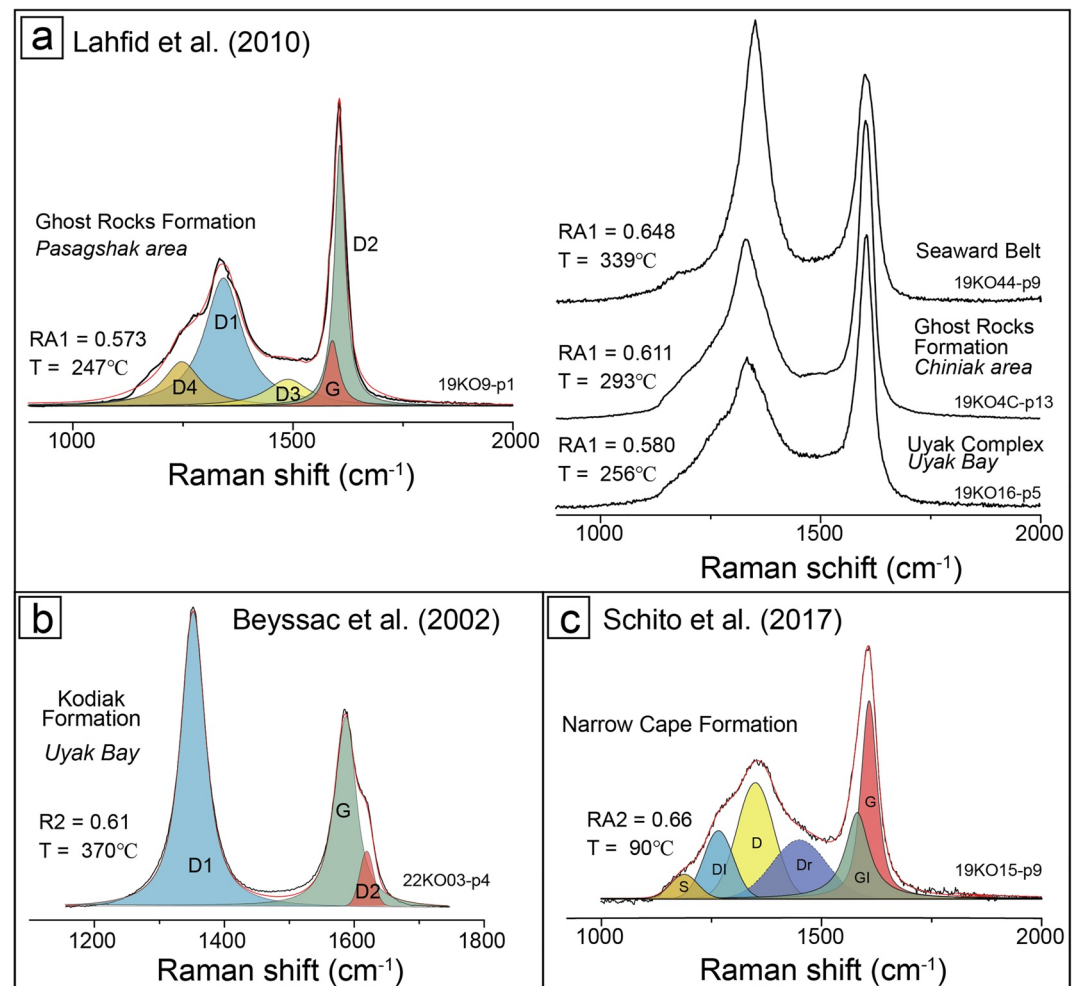 a Lahfid et al. (2010)
Ghost Rocks Formation
Pasagshak area
RA1 = 0.573
T = 247℃
D4
D1
D3
G
D2
19KO9-p1
1000 1500 2000
Raman shift (cm-1)
RA1 = 0.648
T = 339℃
Seaward Belt
19KO44-p9
RA1 = 0.611
T = 293℃
Ghost Rocks
Formation
Chiniak area
19KO4C-p13
RA1 = 0.580
T = 256℃
Uyak Complex
Uyak Bay
19KO16-p5
1000 1500 2000
Raman schift (cm-1)
b Beyssac et al. (2002)
Kodiak
Formation
Uyak Bay
R2 = 0.61
T = 370℃
D1
G
D2
22KO03-p4
1200 1400 1600 1800
Raman shift (cm-1)
c Schito et al. (2017)
Narrow Cape Formation
RA2 = 0.66
T = 90℃
S
DI
D
Dr
GI
G
19KO15-p9
1000 1500 2000
Raman shift (cm-1)